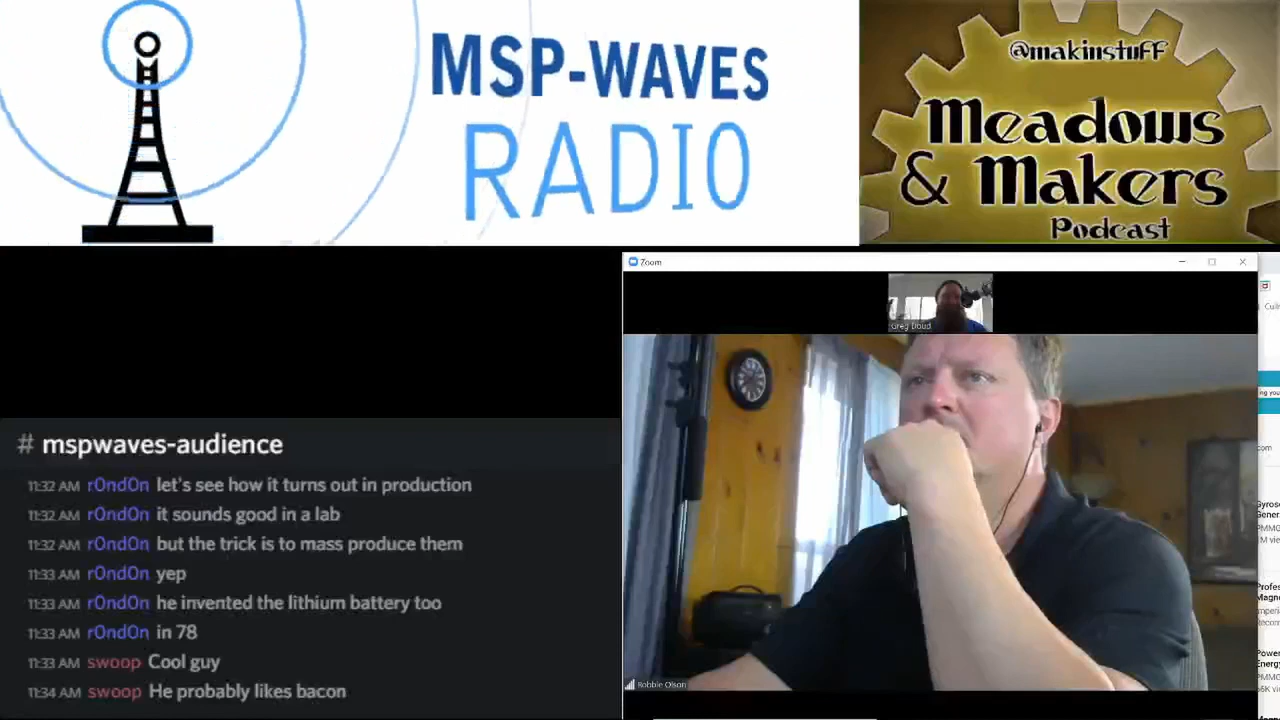 MSP-WAVES
RADIO
@makinstuff
Meadows
& Makers
Podcast
Zoom
Greg Doud
# mspwaves-audience
11:32 AM r0nd0n let's see how it turns out in production
11:32 AM r0nd0n it sounds good in a lab
11:32 AM r0nd0n but the trick is to mass produce them
11:33 AM r0nd0n yep
11:33 AM r0nd0n he invented the lithium battery too
11:33 AM r0nd0n in 78
11:33 AM swoop Cool guy
11:34 AM swoop He probably likes bacon
Robbie Olson